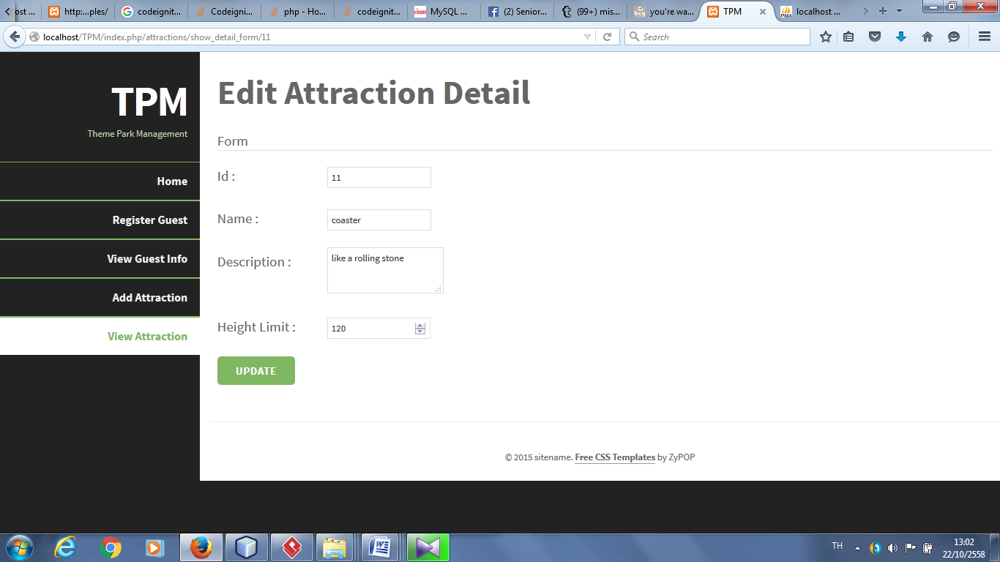 ost ...
http:...ples/
codeignit...
Codeigni...
php - Ho...
codeignit...
MySQL ...
(2) Senior...
(99+) mis...
you're wa...
TPM
localhost ...
localhost/TPM/index.php/attractions/show_detail_form/11
Search
TPM
Theme Park Management
Home
Register Guest
View Guest Info
Add Attraction
View Attraction
Edit Attraction Detail
Form
Id : 11
Name : coaster
Description : like a rolling stone
Height Limit : 120
UPDATE
© 2015 sitename. Free CSS Templates by ZyPOP
TH
13:02
22/10/2558